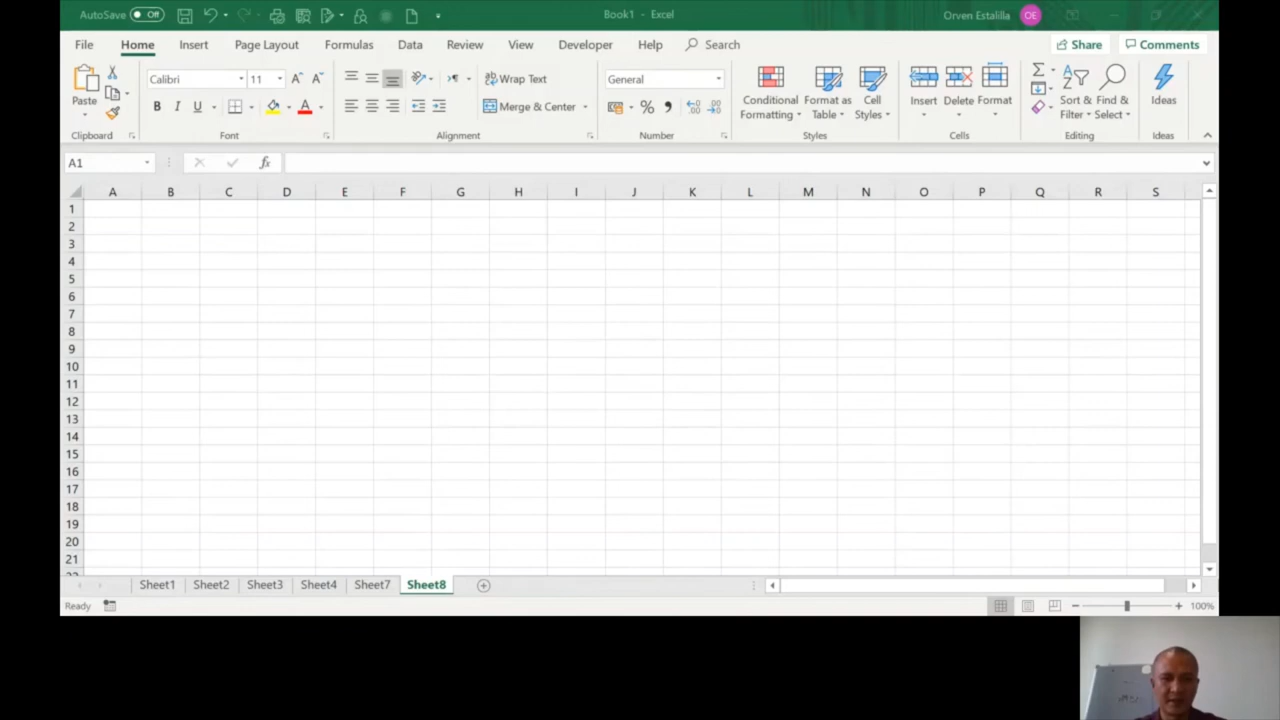 AutoSave Off Book1 - Excel Orven Estalilla OE
File Home Insert Page Layout Formulas Data Review View Developer Help Search Share Comments
Paste
Calibri 11
B I U A
Wrap Text
Merge & Center
General
%
Conditional
Formatting
Format as
Table
Cell
Styles
Insert Delete Format
Sort &
Filter
Find &
Select
Ideas
Clipboard Font Alignment Number Styles Cells Editing Ideas
A1 fx
A B C D E F G H I J K L M N O P Q R S
1
2
3
4
5
6
7
8
9
10
11
12
13
14
15
16
17
18
19
20
21
22
Sheet1 Sheet2 Sheet3 Sheet4 Sheet7 Sheet8
Ready 100%